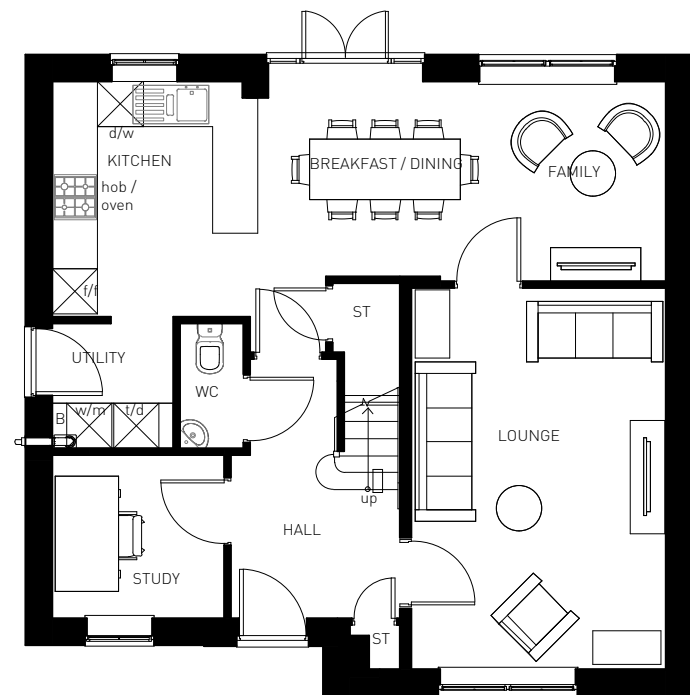 d/w
KITCHEN
BREAKFAST / DINING
FAMILY
hob /
oven
f/f
ST
UTILITY
WC
B
w/m
t/d
LOUNGE
up
HALL
STUDY
ST